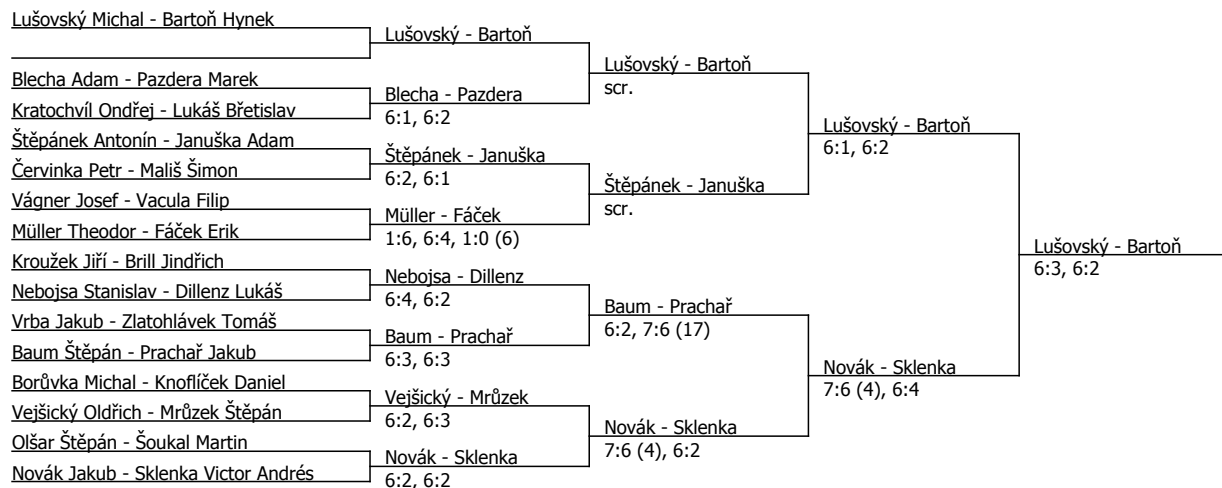 Lušovský Michal - Bartoň Hynek
Blecha Adam - Pazdera Marek
Kratochvíl Ondřej - Lukáš Břetislav
Štěpánek Antonín - Januška Adam
Červinka Petr - Mališ Šimon
Vágner Josef - Vacula Filip
Müller Theodor - Fáček Erik
Kroužek Jiří - Brill Jindřich
Nebojsa Stanislav - Dillenz Lukáš
Vrba Jakub - Zlatohlávek Tomáš
Baum Štěpán - Prachař Jakub
Borůvka Michal - Knoflíček Daniel
Vejšický Oldřich - Mrůzek Štěpán
Olšar Štěpán - Šoukal Martin
Novák Jakub - Sklenka Victor Andrés
Lušovský - Bartoň
Blecha - Pazdera
6:1, 6:2
Štěpánek - Januška
6:2, 6:1
Müller - Fáček
1:6, 6:4, 1:0 (6)
Nebojsa - Dillenz
6:4, 6:2
Baum - Prachař
6:3, 6:3
Vejšický - Mrůzek
6:2, 6:3
Novák - Sklenka
6:2, 6:2
Lušovský - Bartoň
scr.
Štěpánek - Januška
scr.
Baum - Prachař
6:2, 7:6 (17)
Novák - Sklenka
7:6 (4), 6:2
Lušovský - Bartoň
6:1, 6:2
Novák - Sklenka
7:6 (4), 6:4
Lušovský - Bartoň
6:3, 6:2